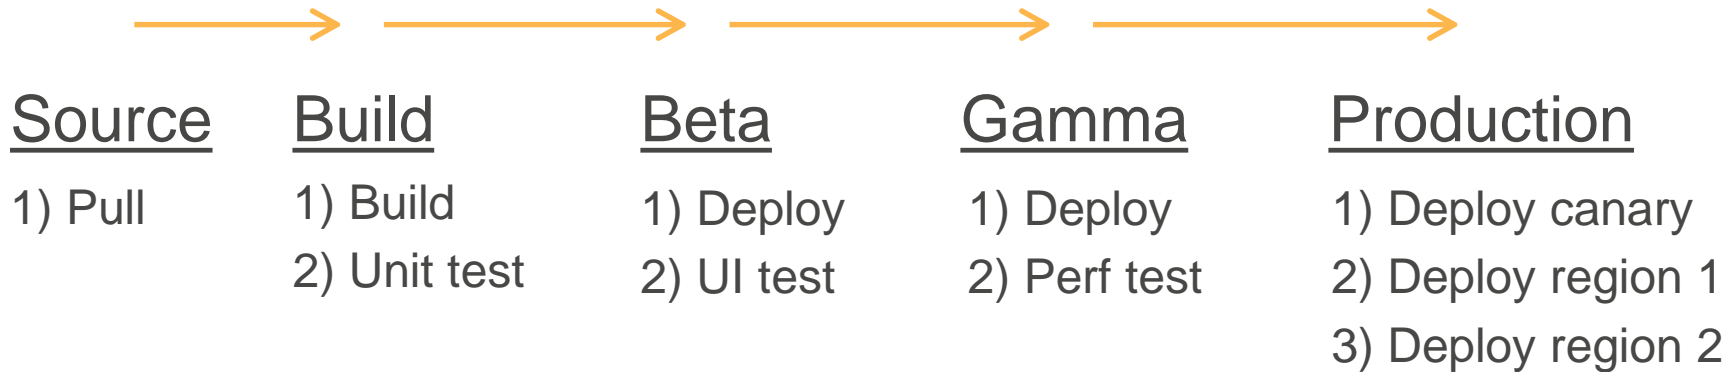 Source
1) Pull
Build
1) Build
2) Unit test
Beta
1) Deploy
2) UI test
Gamma
1) Deploy
2) Perf test
Production
1) Deploy canary
2) Deploy region 1
3) Deploy region 2